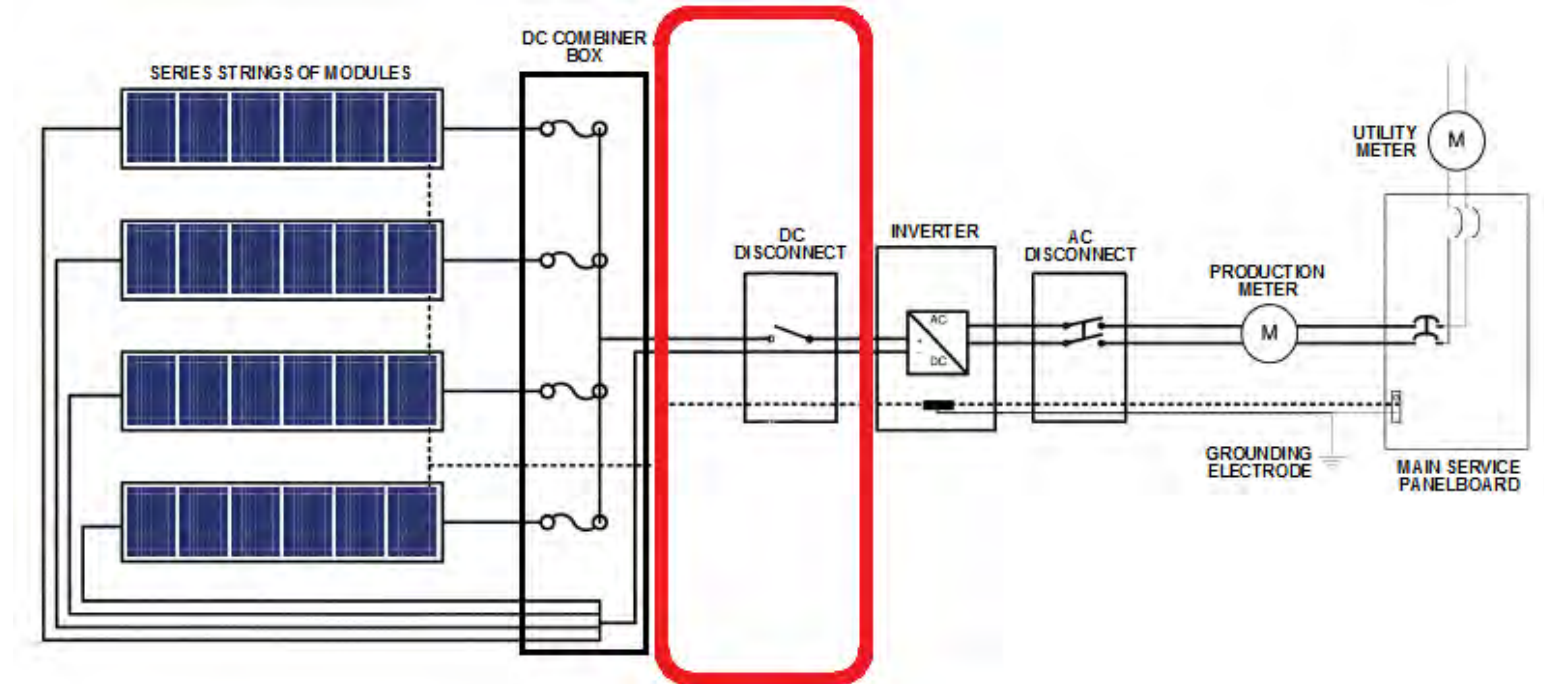 DC COMBINER
BOX
SERIES STRINGS OF MODULES
UTILITY
METER
M
DC
DISCONNECT
INVERTER
AC
DISCONNECT
PRODUCTION
METER
AC
DC
M
GROUNDING
ELECTRODE
MAIN SERVICE
PANELBOARD